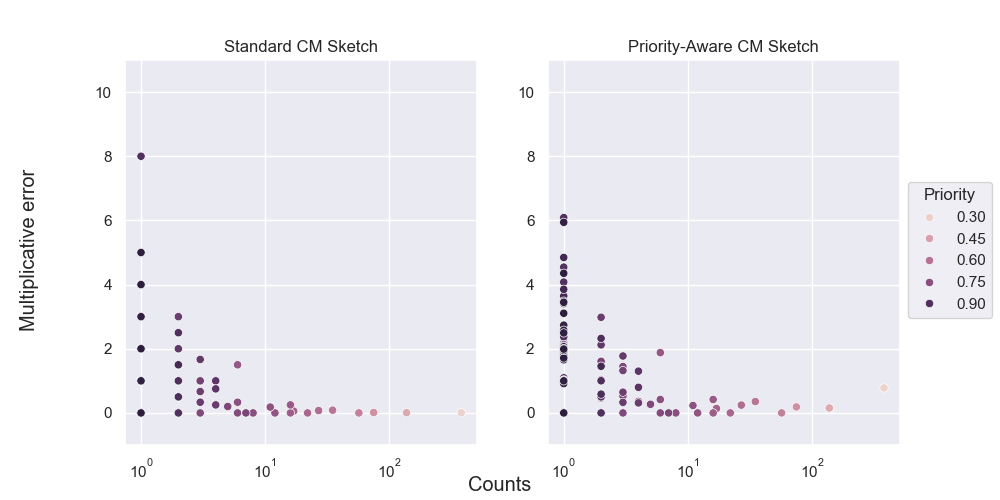 Standard CM Sketch
Priority-Aware CM Sketch
Multiplicative error
10
8
6
4
2
0
10
8
6
4
2
0
Priority
0.30
0.45
0.60
0.75
0.90
10⁰ 10¹ 10²
10⁰ 10¹ 10²
Counts